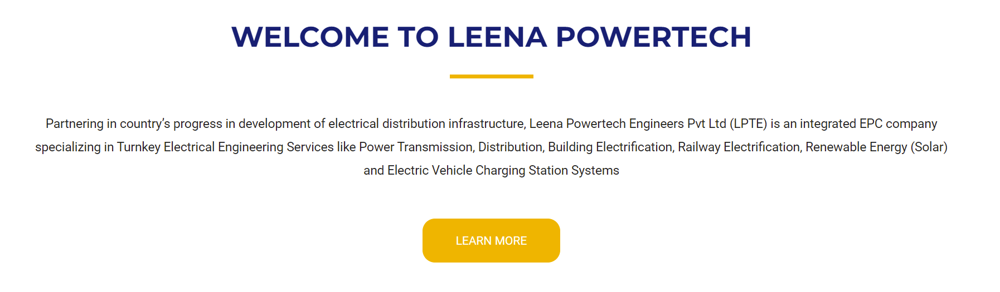 WELCOME TO LEENA POWERTECH
Partnering in country’s progress in development of electrical distribution infrastructure, Leena Powertech Engineers Pvt Ltd (LPTE) is an integrated EPC company
specializing in Turnkey Electrical Engineering Services like Power Transmission, Distribution, Building Electrification, Railway Electrification, Renewable Energy (Solar)
and Electric Vehicle Charging Station Systems
LEARN MORE